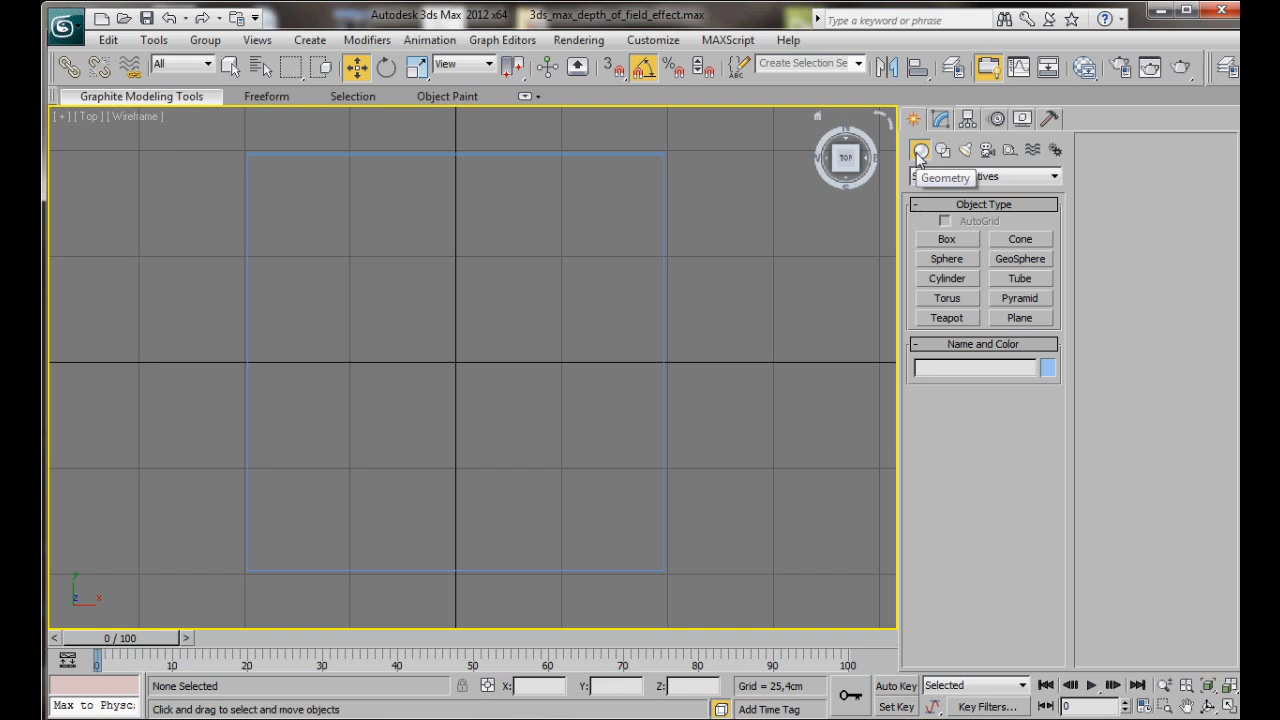 Autodesk 3ds Max 2012 x64 3ds_max_depth_of_field_effect.max Type a keyword or phrase
Edit Tools Group Views Create Modifiers Animation Graph Editors Rendering Customize MAXScript Help
All View 3 % ABC Create Selection Se
Graphite Modeling Tools Freeform Selection Object Paint
[ + ] [ Top ] [ Wireframe ]
TOP
Geometry
- Object Type
AutoGrid
Box Cone
Sphere GeoSphere
Cylinder Tube
Torus Pyramid
Teapot Plane
- Name and Color
y
z x
< 0 / 100 >
0 10 20 30 40 50 60 70 80 90 100
None Selected X: Y: Z: Grid = 25,4cm Auto Key Selected
Max to Physc: Click and drag to select and move objects Add Time Tag Set Key Key Filters... 0